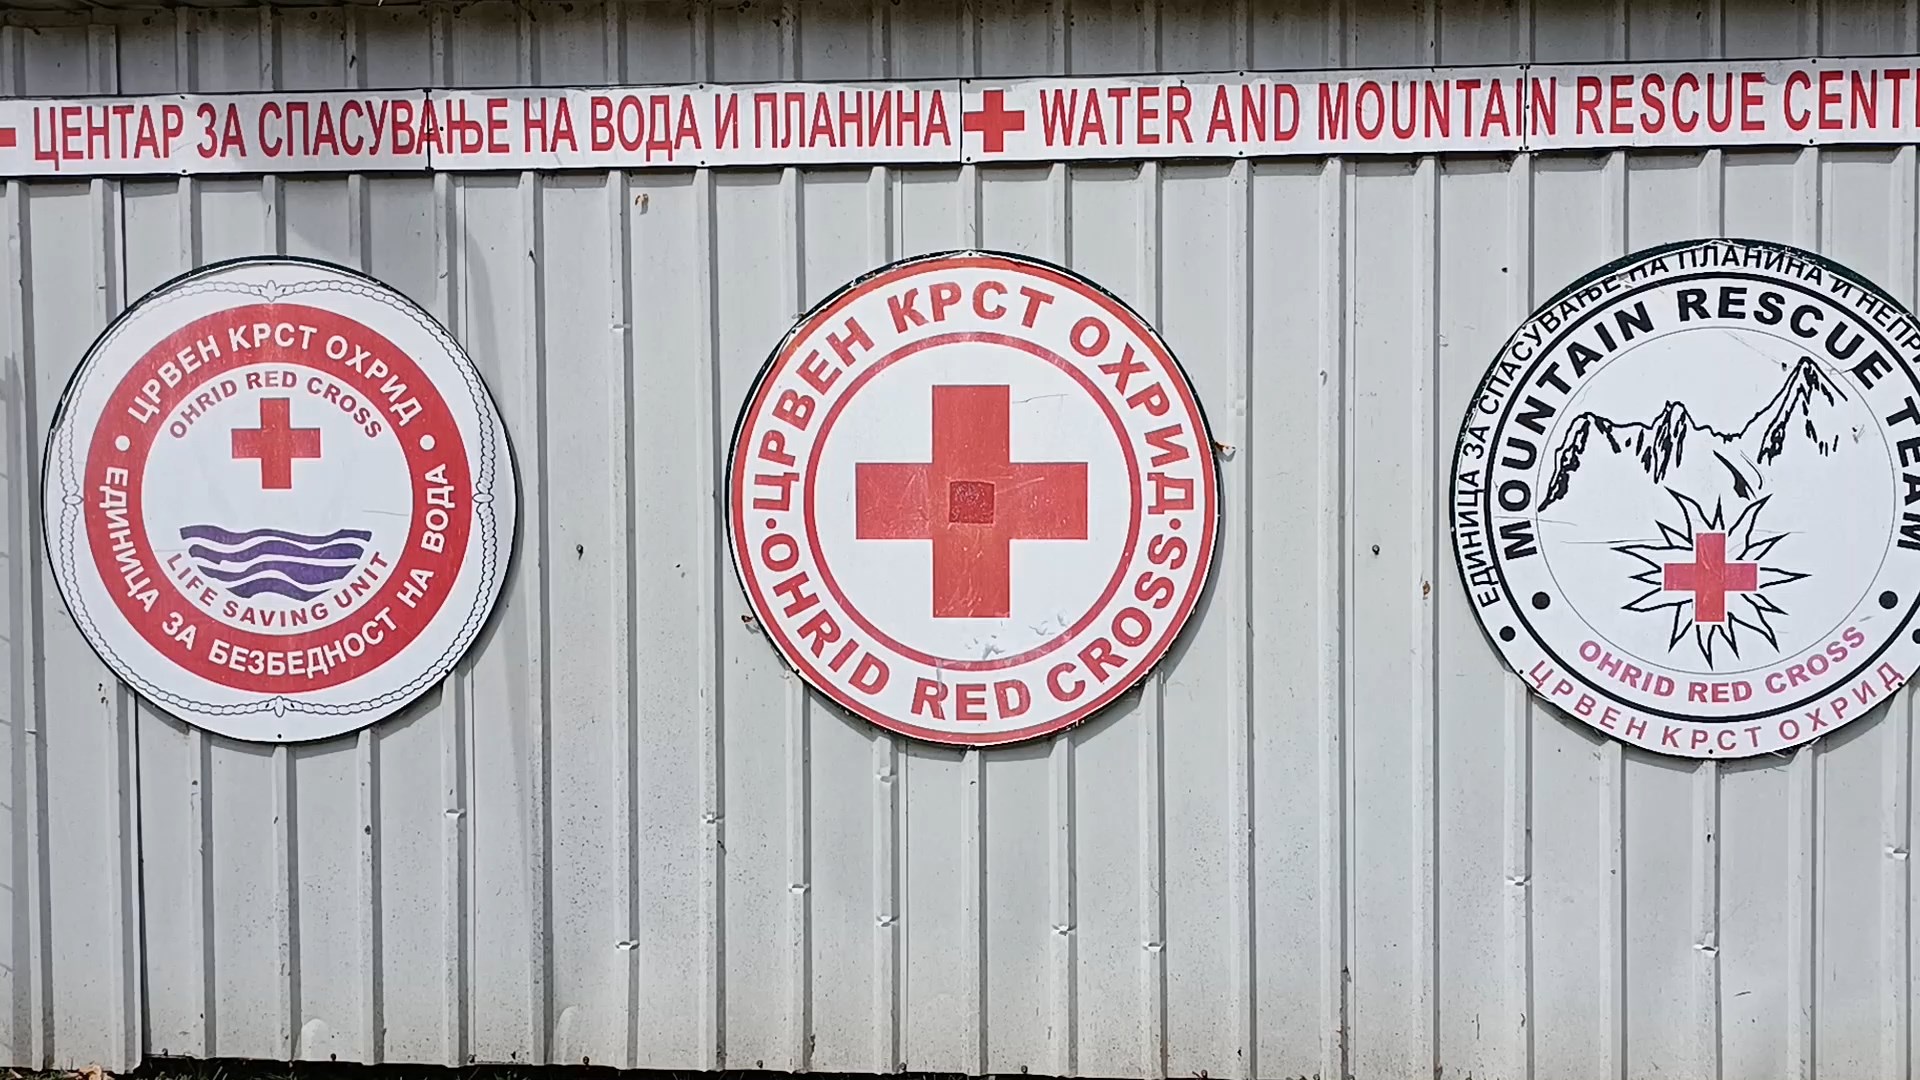 ЦЕНТАР ЗА СПАСУВАЊЕ НА ВОДА И ПЛАНИНА
WATER AND MOUNTAIN RESCUE
ЦРВЕН КРСТ ОХРИД
OHRID RED CROSS
LIFE SAVING UNIT
ЕДИНИЦА ЗА БЕЗБЕДНОСТ НА ВОДА
ЦРВЕН КРСТ ОХРИД
OHRID RED CROSS
ЕДИНИЦА ЗА СПАСУВАЊЕ НА ПЛАНИНА И
MOUNTAIN RESCUE TEAM
OHRID RED CROSS
ЦРВЕН КРСТ ОХРИД